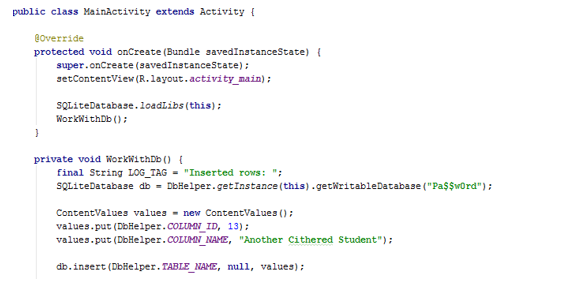 public class MainActivity extends Activity {
@Override
protected void onCreate(Bundle savedInstanceState) {
super.onCreate(savedInstanceState);
setContentView(R.layout.activity_main);
SQLiteDatabase.loadLibs(this);
WorkWithDb();
}
private void WorkWithDb() {
final String LOG_TAG = "Inserted rows: ";
SQLiteDatabase db = DbHelper.getInstance(this).getWritableDatabase("Pa$$w0rd");
ContentValues values = new ContentValues();
values.put(DbHelper.COLUMN_ID, 13);
values.put(DbHelper.COLUMN_NAME, "Another Cithered Student");
db.insert(DbHelper.TABLE_NAME, null, values);